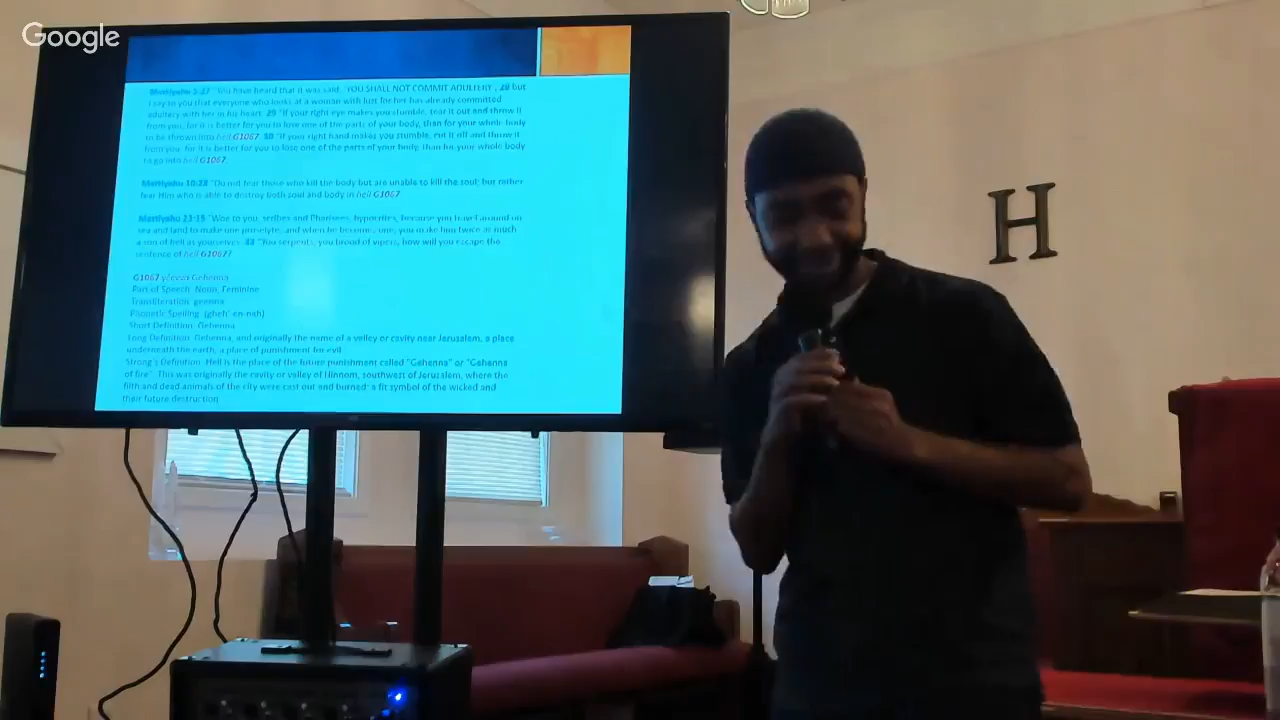 Google
Mattiyahu 5:27 "You have heard that it was said, 'YOU SHALL NOT COMMIT ADULTERY'; 28 but
I say to you that everyone who looks at a woman with lust for her has already committed
adultery with her in his heart. 29 "If your right eye makes you stumble, tear it out and throw it
from you; for it is better for you to lose one of the parts of your body, than for your whole body
to be thrown into hell G1067. 30 "If your right hand makes you stumble, cut it off and throw it
from you; for it is better for you to lose one of the parts of your body, than for your whole body
to go into hell G1067.
Mattiyahu 10:28 "Do not fear those who kill the body but are unable to kill the soul; but rather
fear Him who is able to destroy both soul and body in hell G1067
Mattiyahu 23:15 "Woe to you, scribes and Pharisees, hypocrites, because you travel around on
sea and land to make one proselyte; and when he becomes one, you make him twice as much
a son of hell as yourselves. 33 "You serpents, you brood of vipers, how will you escape the
sentence of hell G1067?
G1067 γέεννα Gehenna
Part of Speech: Noun, Feminine
Transliteration: geenna
Phonetic Spelling: (gheh'-en-nah)
Short Definition: Gehenna
Long Definition: Gehenna, and originally the name of a valley or cavity near Jerusalem, a place
underneath the earth, a place of punishment for evil.
Strong's Definition: Hell is the place of the future punishment called "Gehenna" or "Gehenna
of fire". This was originally the cavity or valley of Hinnom, southwest of Jerusalem, where the
filth and dead animals of the city were cast out and burned; a fit symbol of the wicked and
their future destruction
H